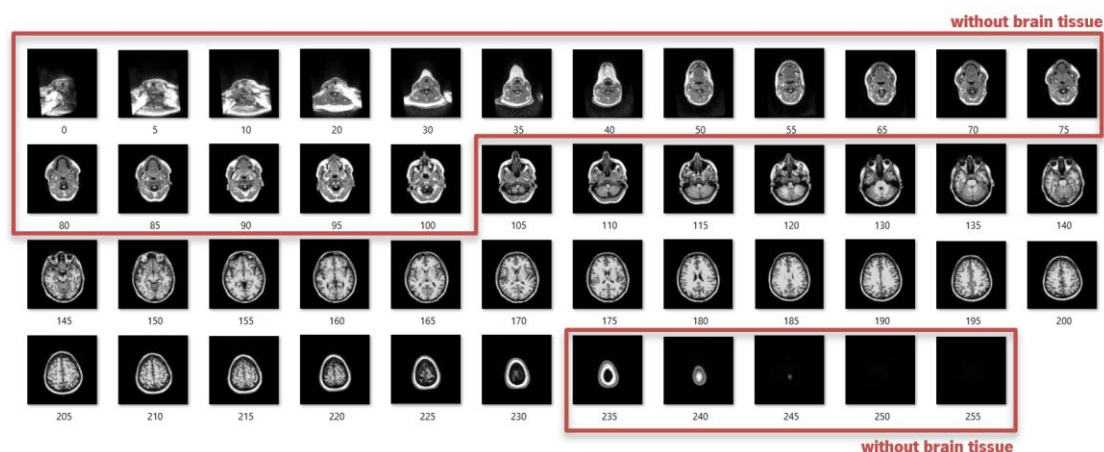 without brain tissue
0 5 10 20 30 35 40 50 55 65 70 75
80 85 90 95 100 105 110 115 120 130 135 140
145 150 155 160 165 170 175 180 185 190 195 200
205 210 215 220 225 230 235 240 245 250 255
without brain tissue